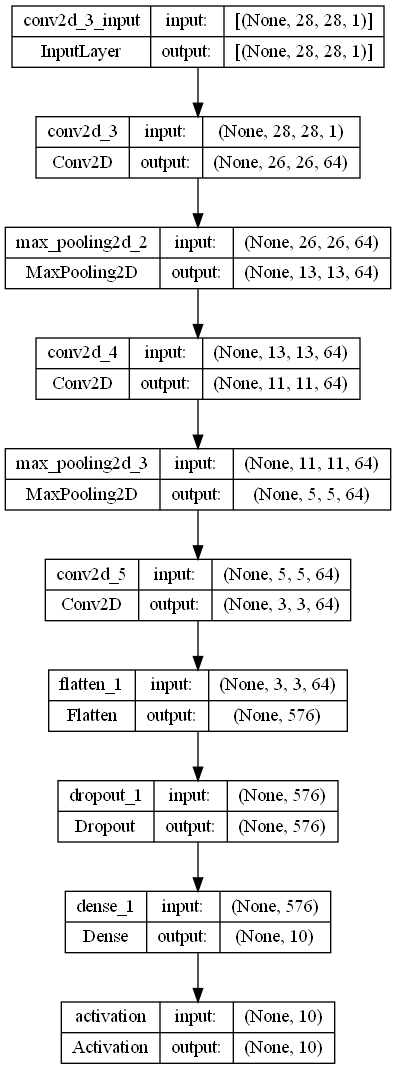 conv2d_3_input input: [(None, 28, 28, 1)]
InputLayer output: [(None, 28, 28, 1)]
conv2d_3 input: (None, 28, 28, 1)
Conv2D output: (None, 26, 26, 64)
max_pooling2d_2 input: (None, 26, 26, 64)
MaxPooling2D output: (None, 13, 13, 64)
conv2d_4 input: (None, 13, 13, 64)
Conv2D output: (None, 11, 11, 64)
max_pooling2d_3 input: (None, 11, 11, 64)
MaxPooling2D output: (None, 5, 5, 64)
conv2d_5 input: (None, 5, 5, 64)
Conv2D output: (None, 3, 3, 64)
flatten_1 input: (None, 3, 3, 64)
Flatten output: (None, 576)
dropout_1 input: (None, 576)
Dropout output: (None, 576)
dense_1 input: (None, 576)
Dense output: (None, 10)
activation input: (None, 10)
Activation output: (None, 10)